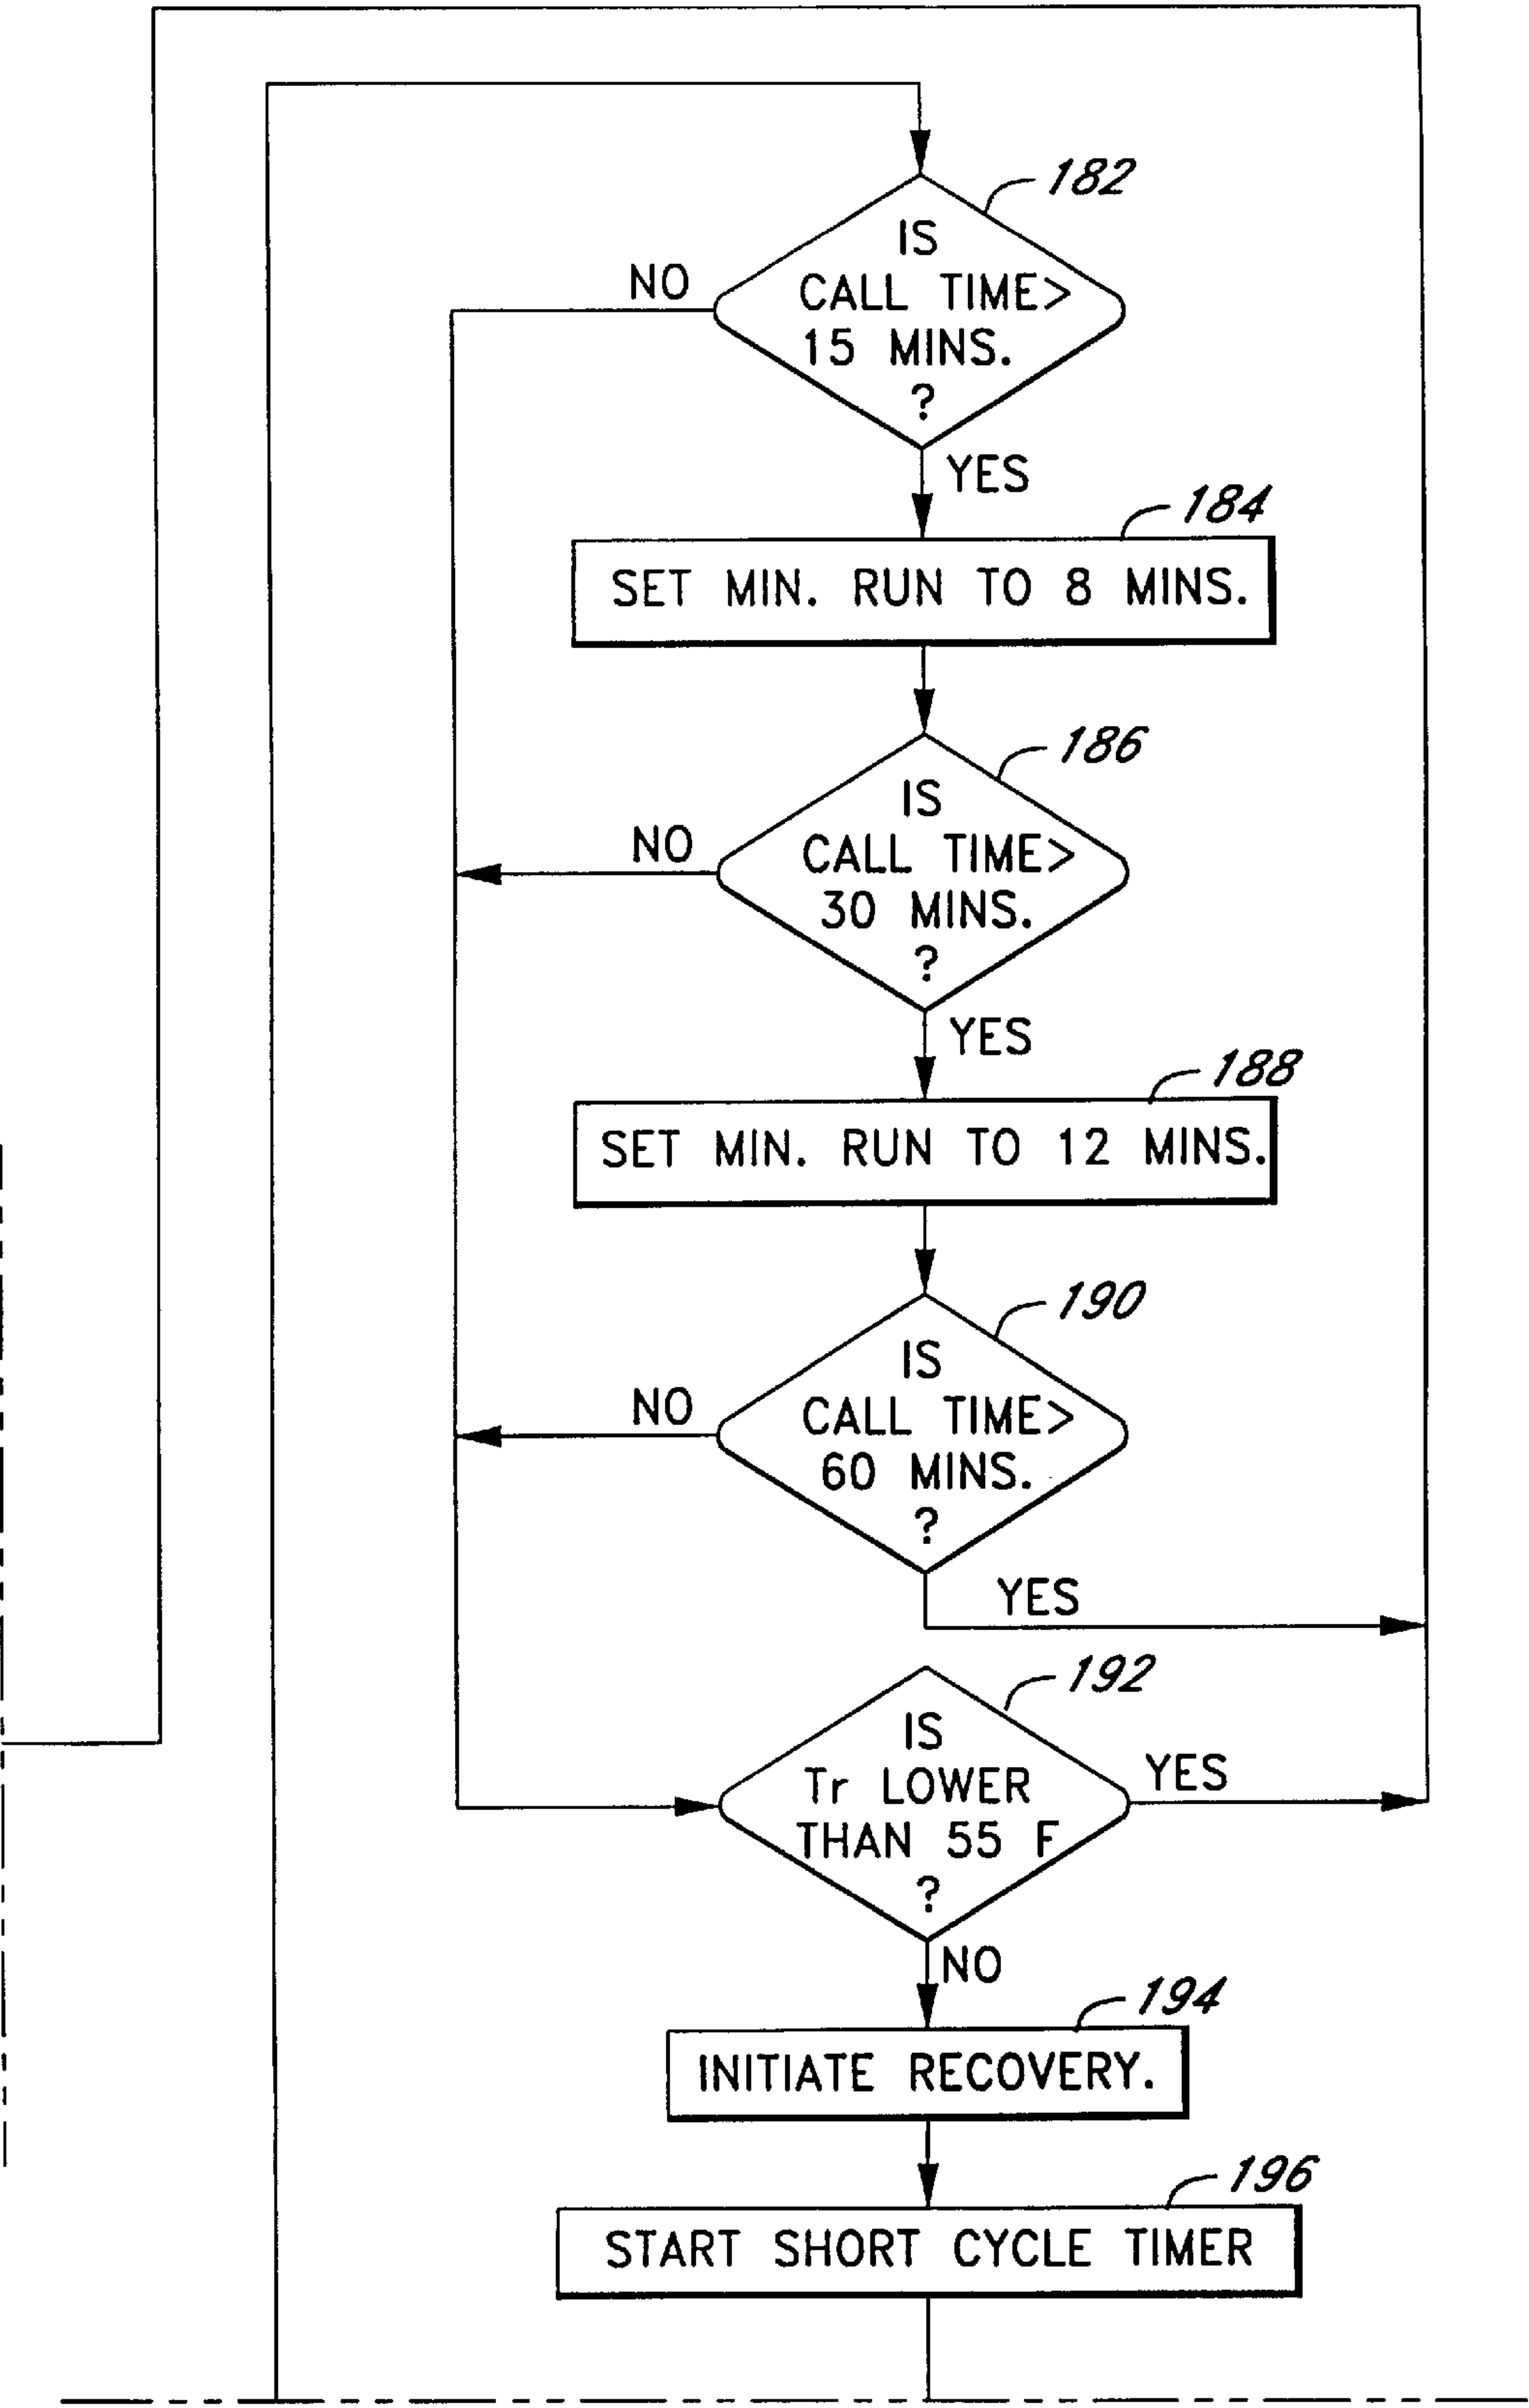 182
IS
CALL TIME>
15 MINS.
?
NO
YES
184
SET MIN. RUN TO 8 MINS.
186
IS
CALL TIME>
30 MINS.
?
NO
YES
188
SET MIN. RUN TO 12 MINS.
190
IS
CALL TIME>
60 MINS.
?
NO
YES
192
IS
Tr LOWER
THAN 55 F
?
YES
NO
194
INITIATE RECOVERY.
196
START SHORT CYCLE TIMER